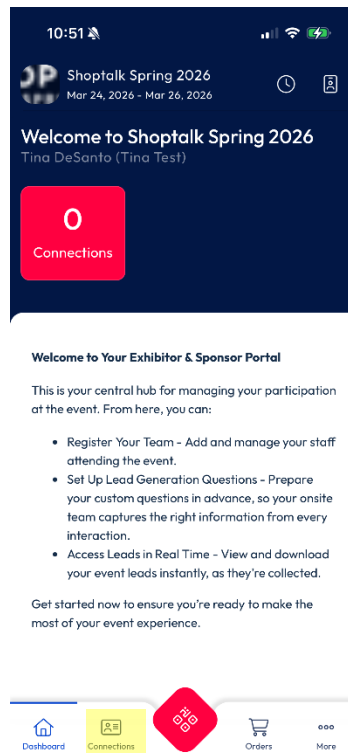 10:51
Shoptalk Spring 2026
Mar 24, 2026 - Mar 26, 2026
Welcome to Shoptalk Spring 2026
Tina DeSanto (Tina Test)
0
Connections
Welcome to Your Exhibitor & Sponsor Portal
This is your central hub for managing your participation
at the event. From here, you can:
• Register Your Team - Add and manage your staff
attending the event.
• Set Up Lead Generation Questions - Prepare
your custom questions in advance, so your onsite
team captures the right information from every
interaction.
• Access Leads in Real Time - View and download
your event leads instantly, as they're collected.
Get started now to ensure you're ready to make the
most of your event experience.
Dashboard
Connections
Orders
More